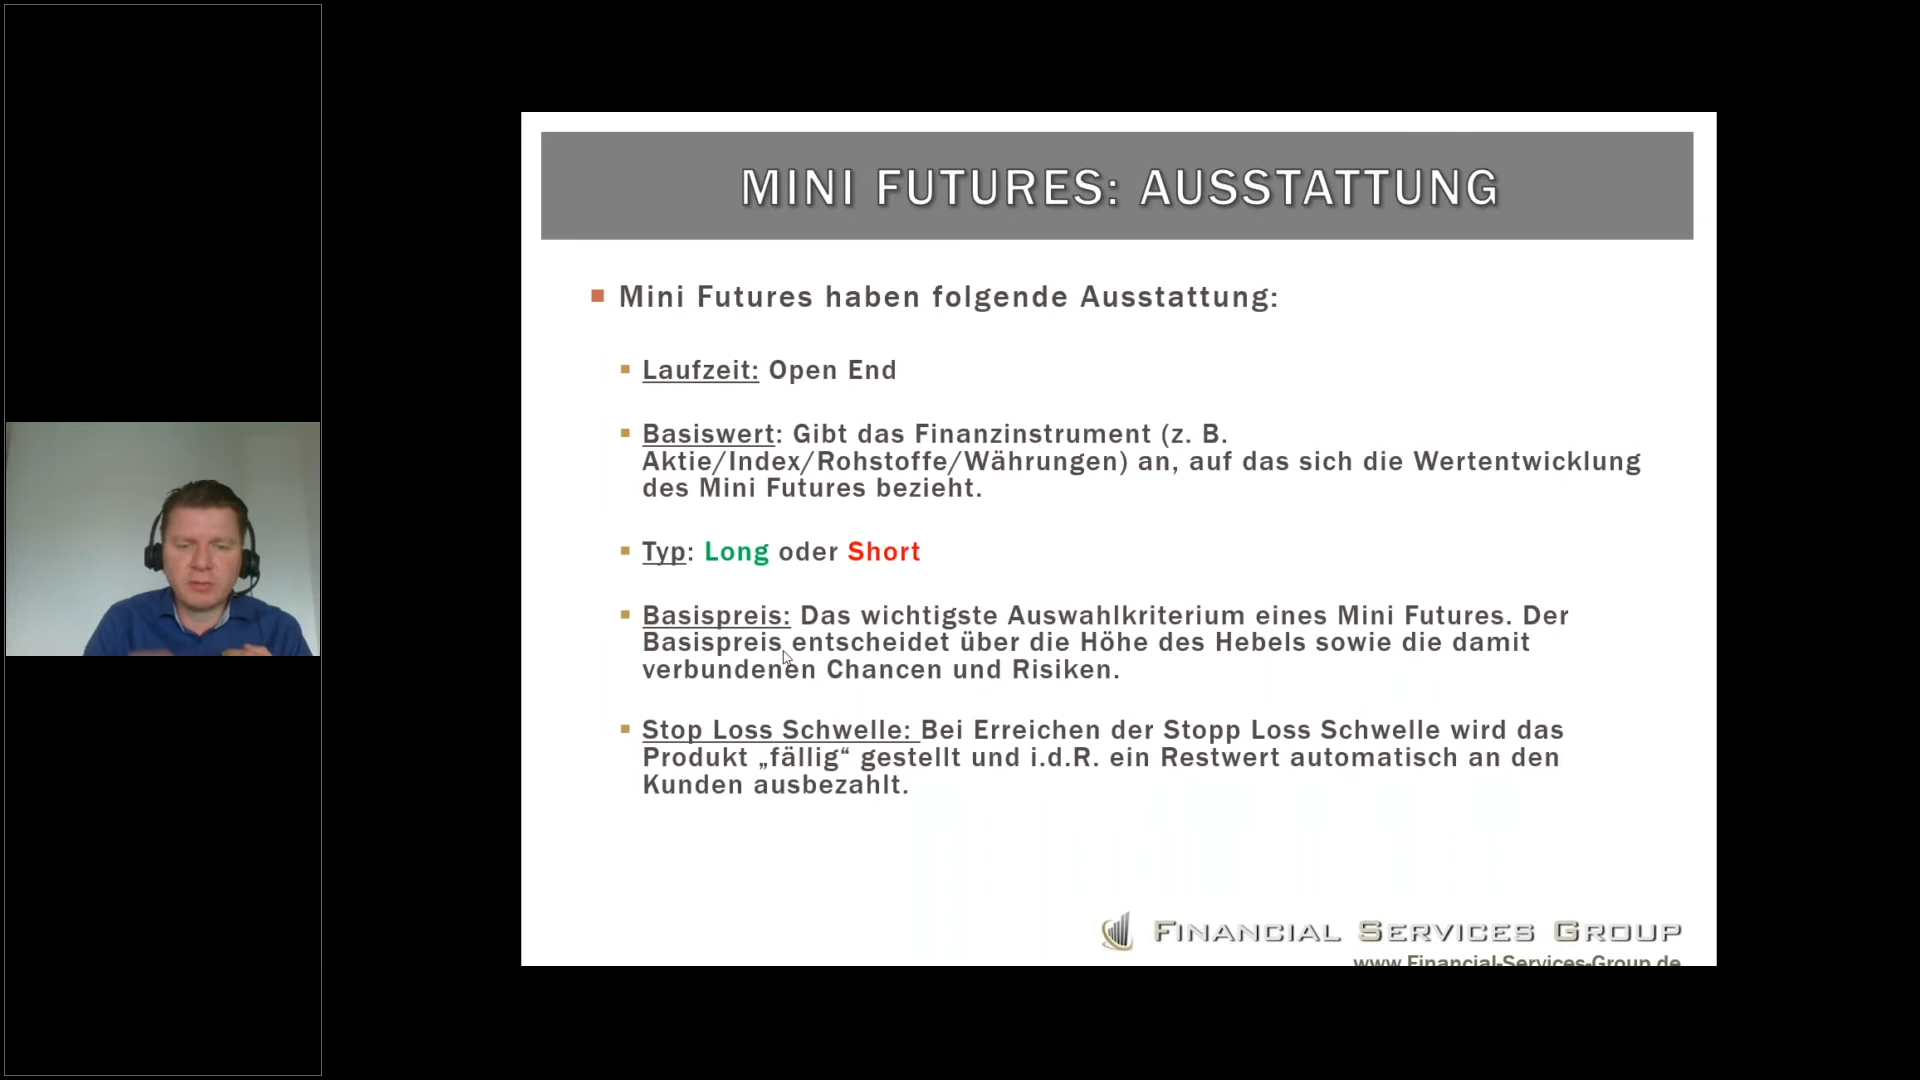 MINI FUTURES: AUSSTATTUNG
Mini Futures haben folgende Ausstattung:
Laufzeit: Open End
Basiswert: Gibt das Finanzinstrument (z. B.
Aktie/Index/Rohstoffe/Währungen) an, auf das sich die Wertentwicklung
des Mini Futures bezieht.
Typ: Long oder Short
Basispreis: Das wichtigste Auswahlkriterium eines Mini Futures. Der
Basispreis entscheidet über die Höhe des Hebels sowie die damit
verbundenen Chancen und Risiken.
Stop Loss Schwelle: Bei Erreichen der Stopp Loss Schwelle wird das
Produkt „fällig“ gestellt und i.d.R. ein Restwert automatisch an den
Kunden ausbezahlt.
FINANCIAL SERVICES GROUP
www.Financial-Services-Group.de